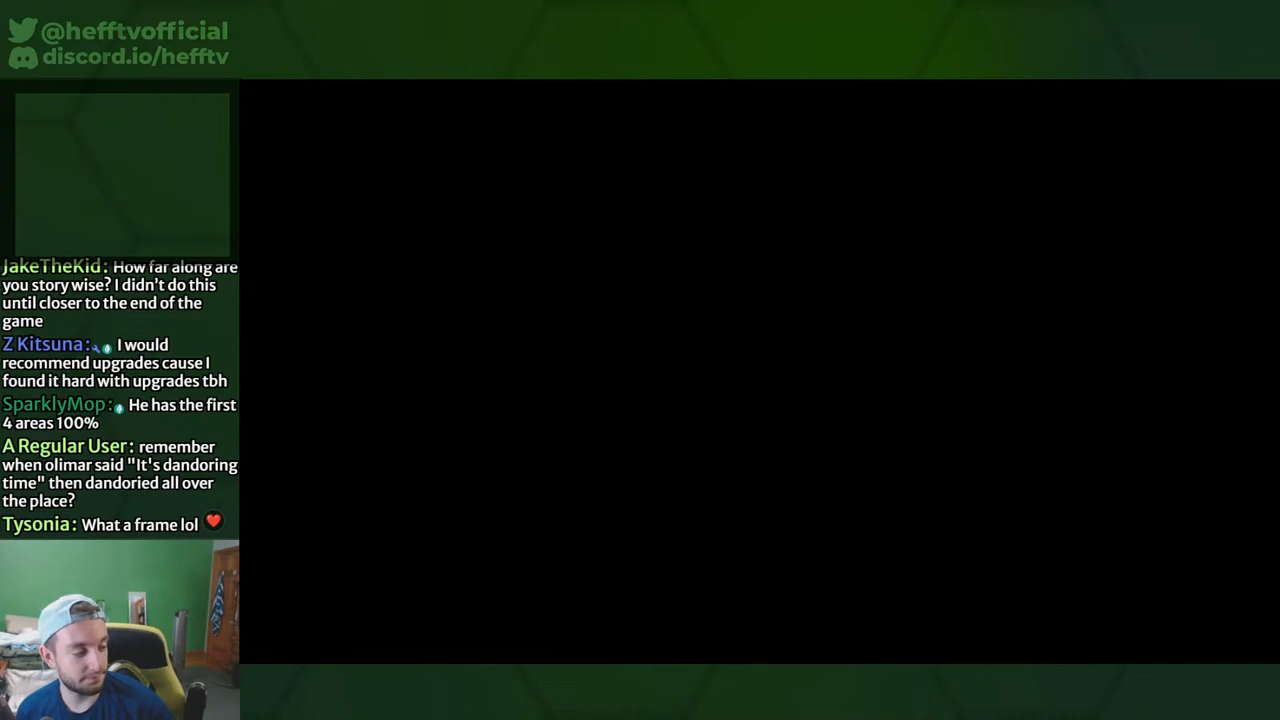 @hefftvofficial
discord.io/hefftv
JakeTheKid: How far along are
you story wise? I didn't do this
until closer to the end of the
game
Z Kitsuna: I would
recommend upgrades cause I
found it hard with upgrades tbh
SparklyMop: He has the first
4 areas 100%
A Regular User: remember
when olimar said "It's dandoring
time" then dandoried all over
the place?
Tysonia: What a frame lol